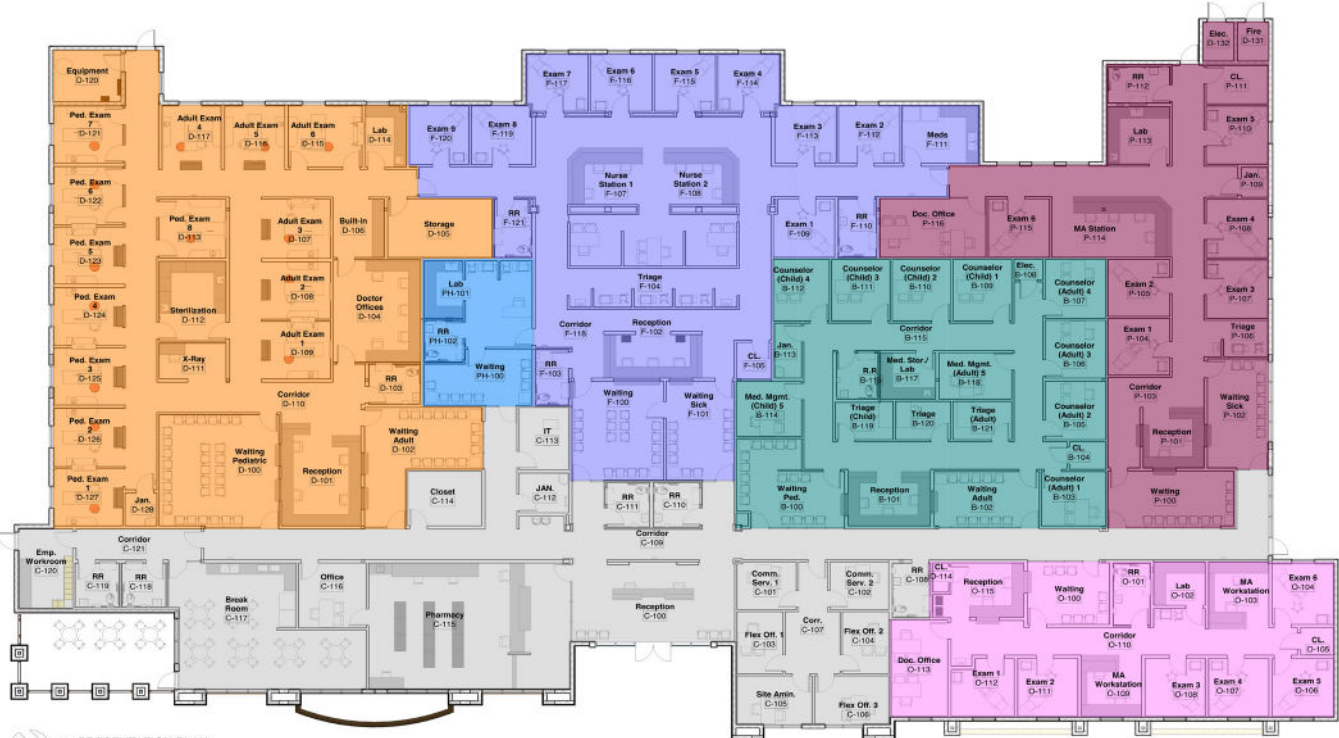 Elec.
D-132
Fire
D-131
Equipment
D-120
Ped. Exam
7
D-121
Adult Exam
4
D-117
Adult Exam
5
D-116
Adult Exam
6
D-115
Lab
D-114
Exam 9
F-120
Exam 8
F-119
Exam 7
F-117
Exam 6
F-116
Exam 5
F-115
Exam 4
F-114
Exam 3
F-113
Exam 2
F-112
Meds
F-111
RR
P-112
CL.
P-111
Lab
P-113
Exam 5
P-110
Ped. Exam
6
D-122
Nurse
Station 1
F-107
Nurse
Station 2
F-108
Jan.
P-109
Ped. Exam
8
D-113
Adult Exam
3
D-107
Built-in
D-106
Storage
D-105
RR
F-121
Exam 1
F-109
RR
F-110
Doc. Office
P-116
Exam 6
P-115
MA Station
P-114
Exam 4
P-108
Ped. Exam
5
D-123
Ped. Exam
4
D-124
Sterilization
D-112
Adult Exam
2
D-108
Doctor
Offices
D-104
Lab
PH-101
Triage
F-104
Counselor
(Child) 4
B-112
Counselor
(Child) 3
B-111
Counselor
(Child) 2
B-110
Counselor
(Child) 1
B-109
Elec.
B-108
Counselor
(Adult) 4
B-107
Exam 2
P-105
Exam 3
P-107
Adult Exam
1
D-109
RR
PH-102
Corridor
F-118
Reception
F-102
Corridor
B-115
Exam 1
P-104
Triage
P-106
Ped. Exam
3
D-125
X-Ray
D-111
RR
D-103
Waiting
PH-100
RR
F-103
CL.
F-105
Jan.
B-113
R.R
Med. Stor./
Lab
B-117
Med. Mgmt.
(Adult) 5
B-118
Counselor
(Adult) 3
B-106
Corridor
D-110
Corridor
P-103
Waiting
Sick
P-102
Ped. Exam
2
D-126
Waiting
Pediatric
D-100
Reception
D-101
Waiting
Adult
D-102
Waiting
F-100
Waiting
Sick
F-101
Med. Mgmt.
(Child) 5
B-114
Triage
(Child)
B-119
Triage
B-120
Triage
(Adult)
B-121
Counselor
(Adult) 2
B-105
Reception
P-101
IT
C-113
CL.
B-104
Ped. Exam
1
D-127
Jan.
D-128
Closet
C-114
JAN.
C-112
RR
C-111
RR
C-110
Waiting
Ped.
B-100
Reception
B-101
Waiting
Adult
B-102
Counselor
(Adult) 1
B-103
Waiting
P-100
Corridor
C-121
Corridor
C-109
Emp.
Workroom
C-120
RR
C-119
RR
C-118
Break
Room
C-117
Office
C-116
Pharmacy
C-115
Reception
C-100
Comm.
Serv. 1
C-101
Comm.
Serv. 2
C-102
RR
C-108
CL.
O-114
Reception
O-115
Waiting
O-100
RR
O-101
Lab
O-102
MA
Workstation
O-103
Exam 6
O-104
Flex Off. 1
C-103
Corr.
C-107
Flex Off. 2
C-104
Corridor
O-110
CL.
O-105
Doc. Office
O-113
Exam 1
O-112
Exam 2
O-111
MA
Workstation
O-109
Exam 3
O-108
Exam 4
O-107
Exam 5
O-106
Site Amin.
C-105
Flex Off. 3
C-106